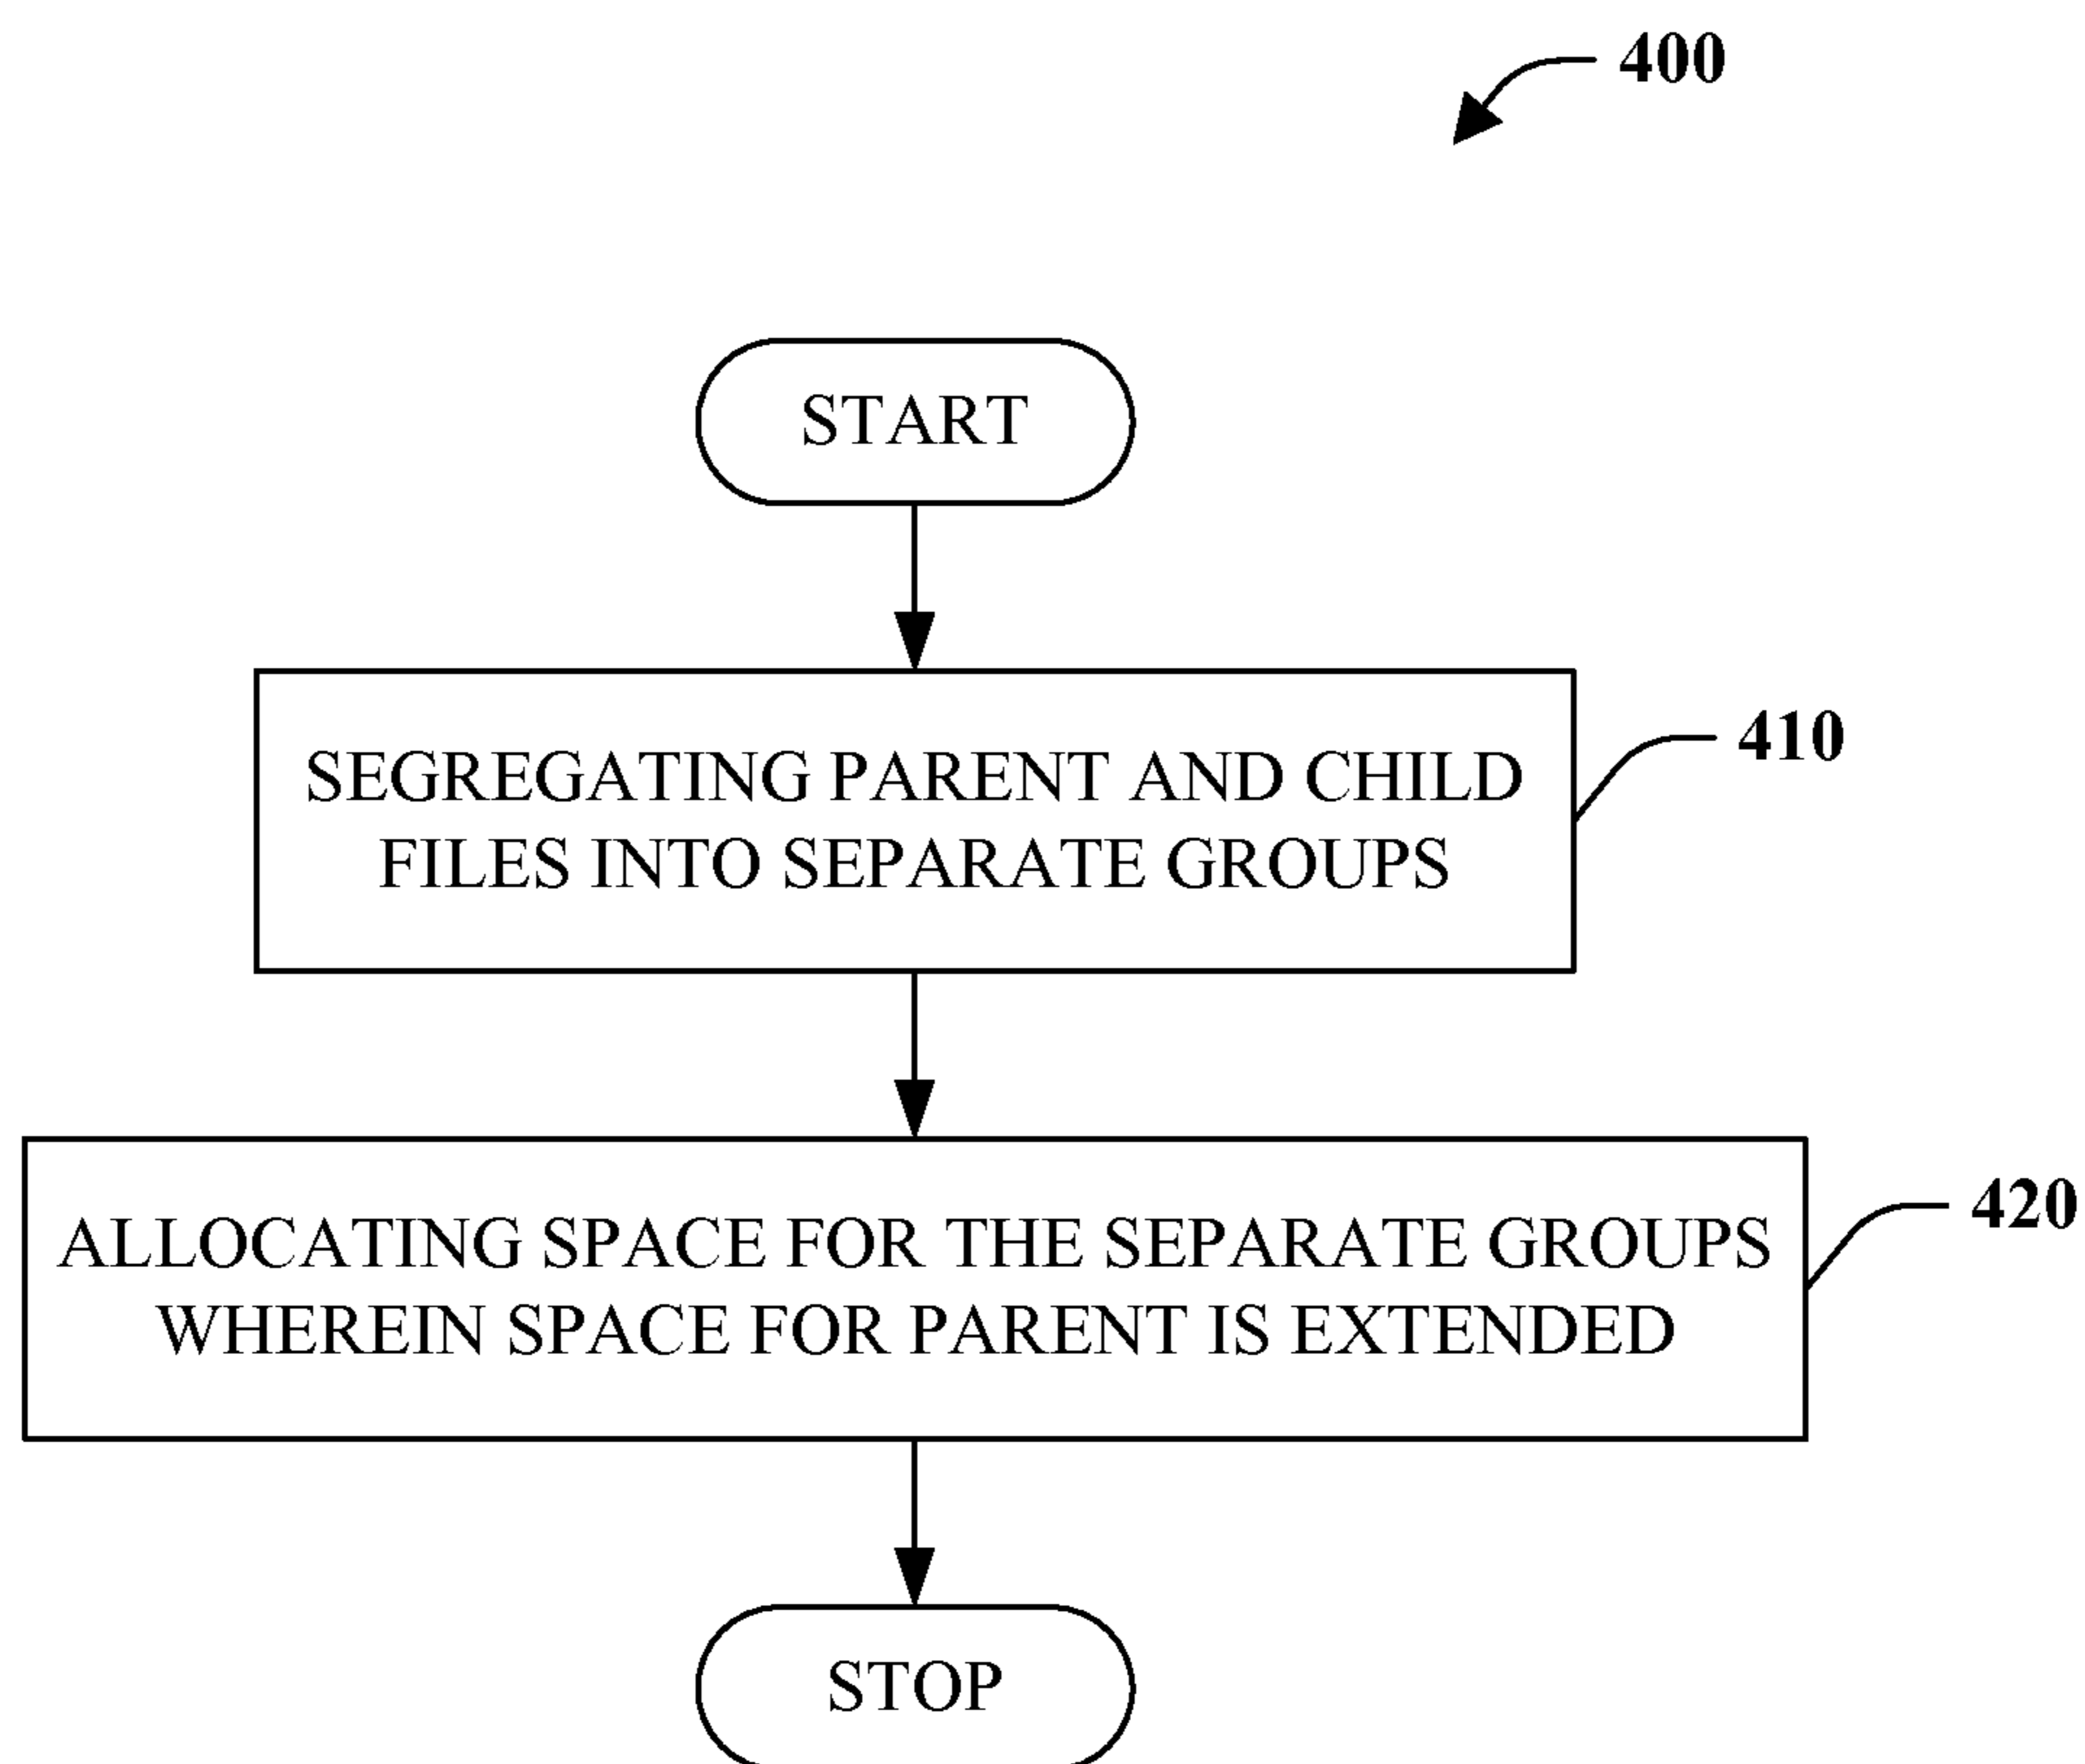 400
START
SEGREGATING PARENT AND CHILD
FILES INTO SEPARATE GROUPS
410
ALLOCATING SPACE FOR THE SEPARATE GROUPS
WHEREIN SPACE FOR PARENT IS EXTENDED
420
STOP